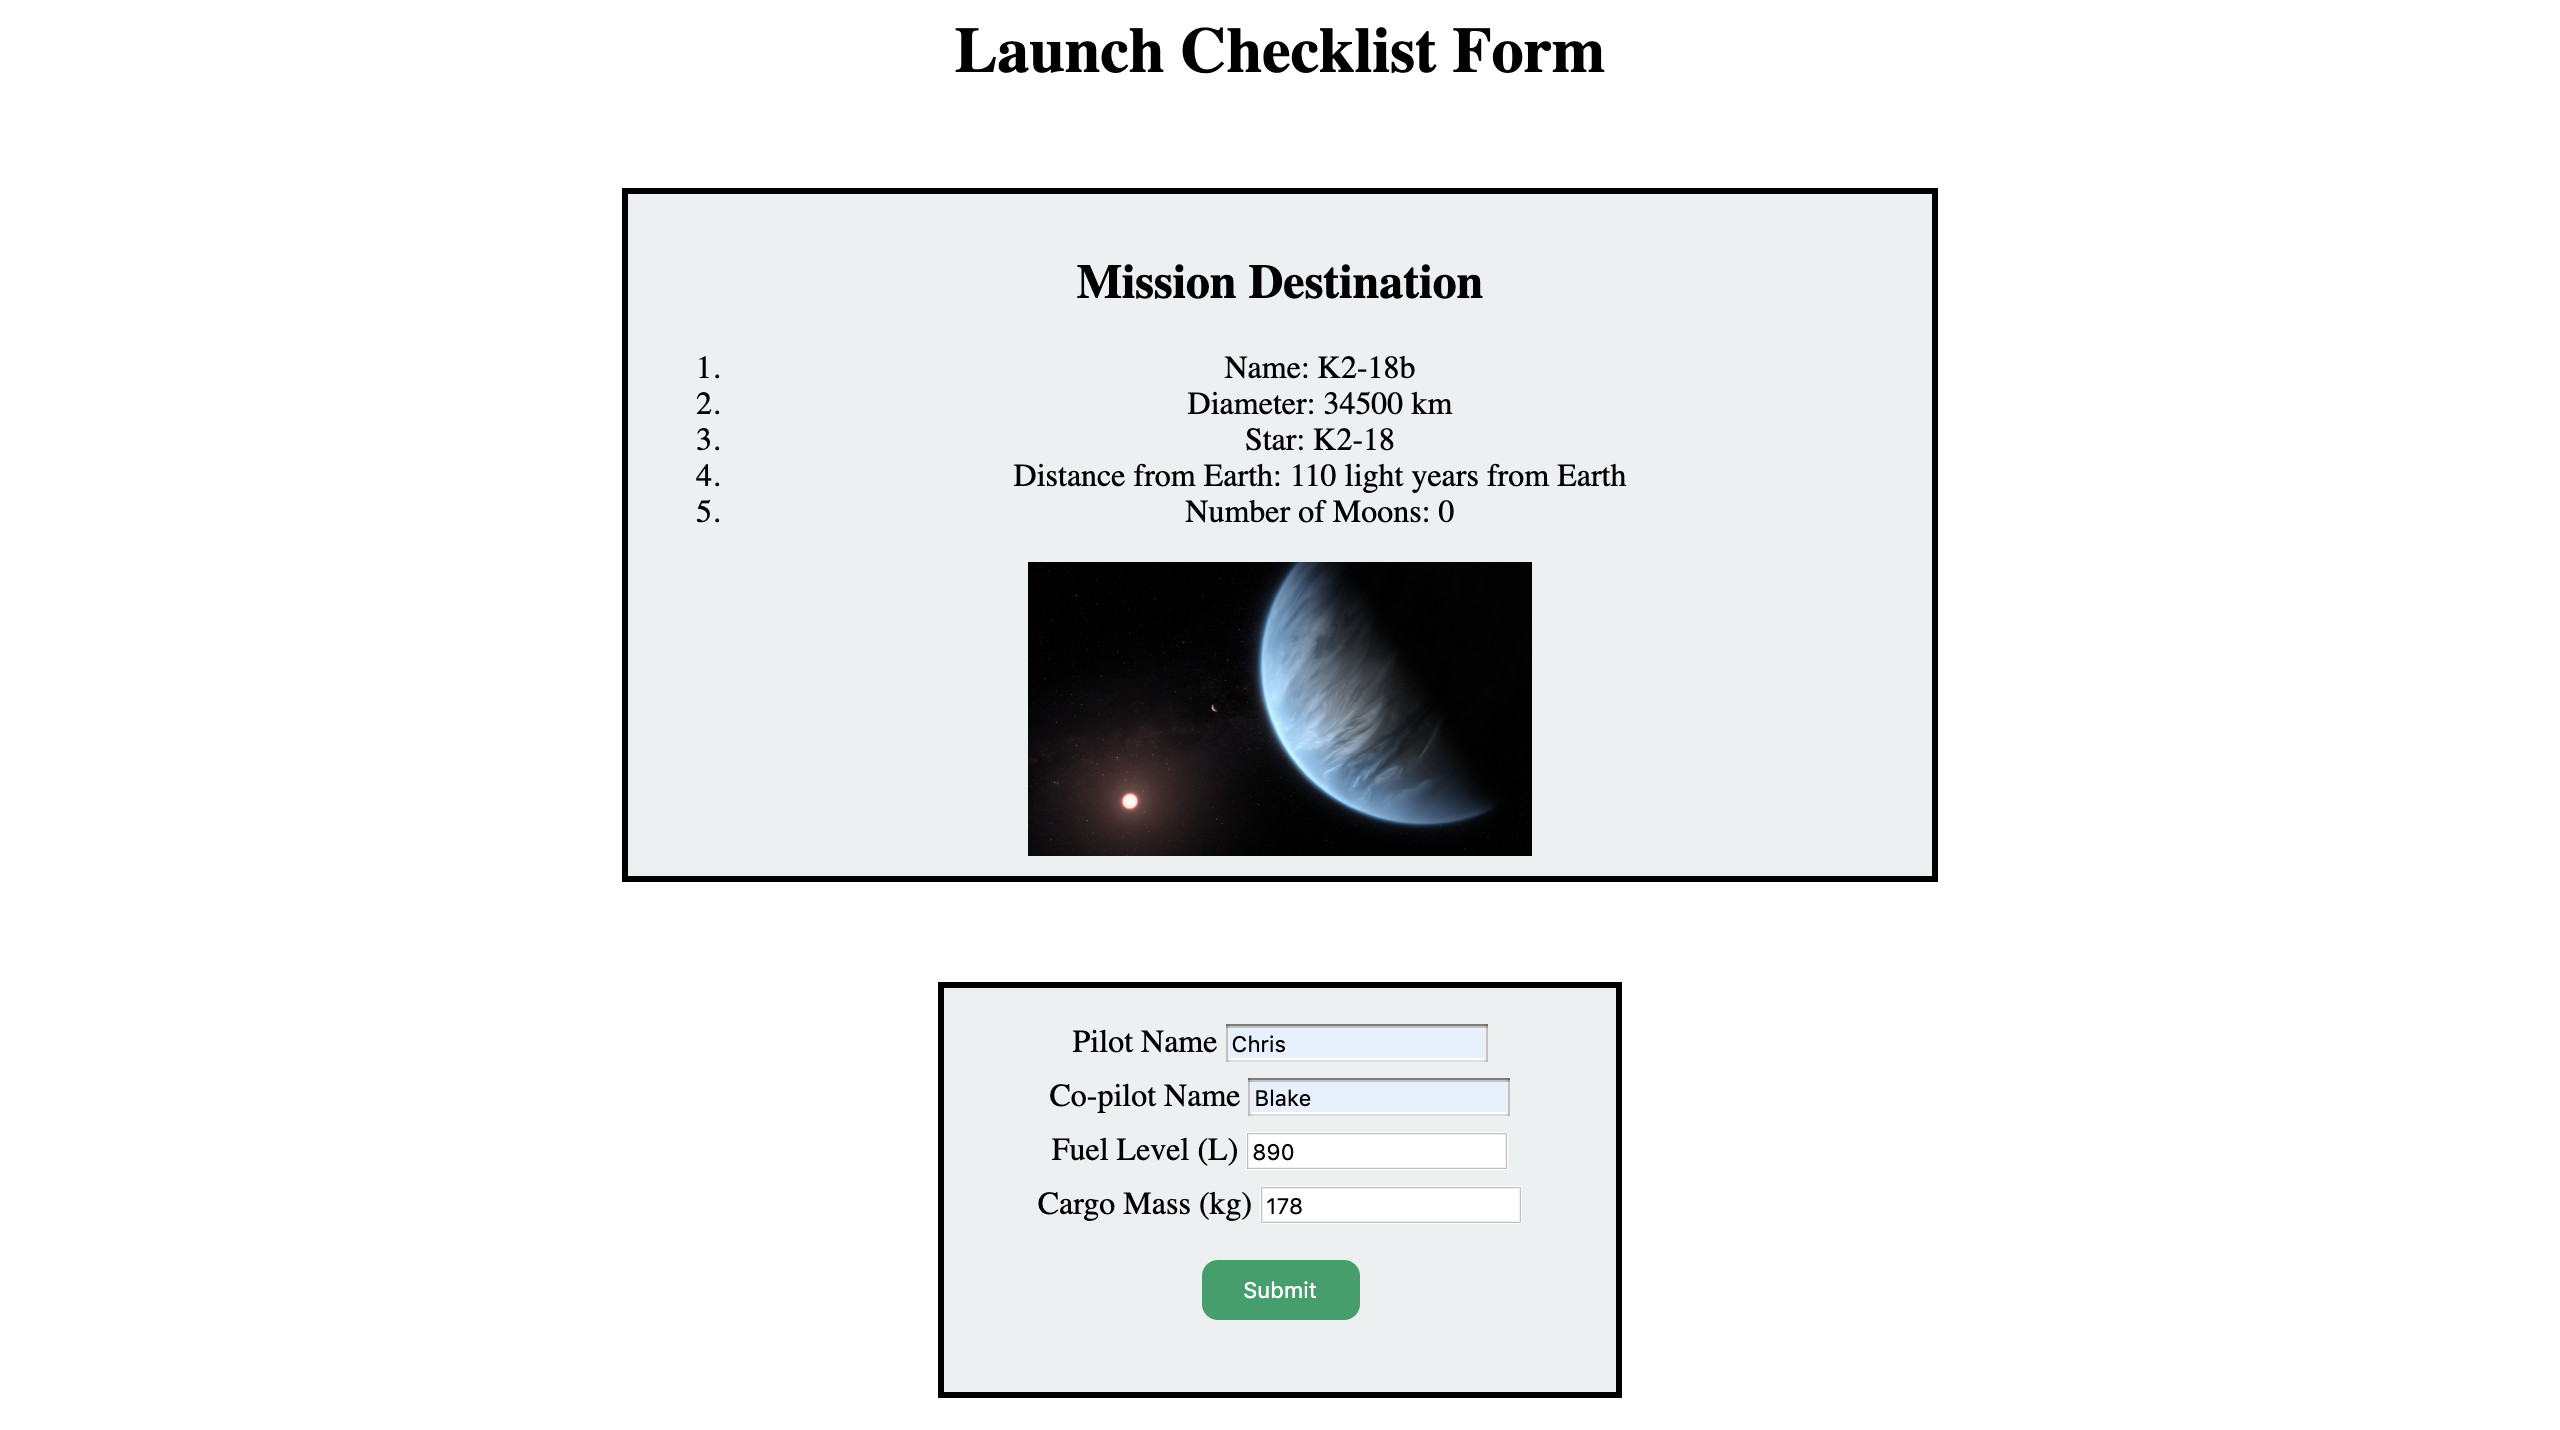 Launch Checklist Form
Mission Destination
1. Name: K2-18b
2. Diameter: 34500 km
3. Star: K2-18
4. Distance from Earth: 110 light years from Earth
5. Number of Moons: 0
Pilot Name Chris
Co-pilot Name Blake
Fuel Level (L) 890
Cargo Mass (kg) 178
Submit